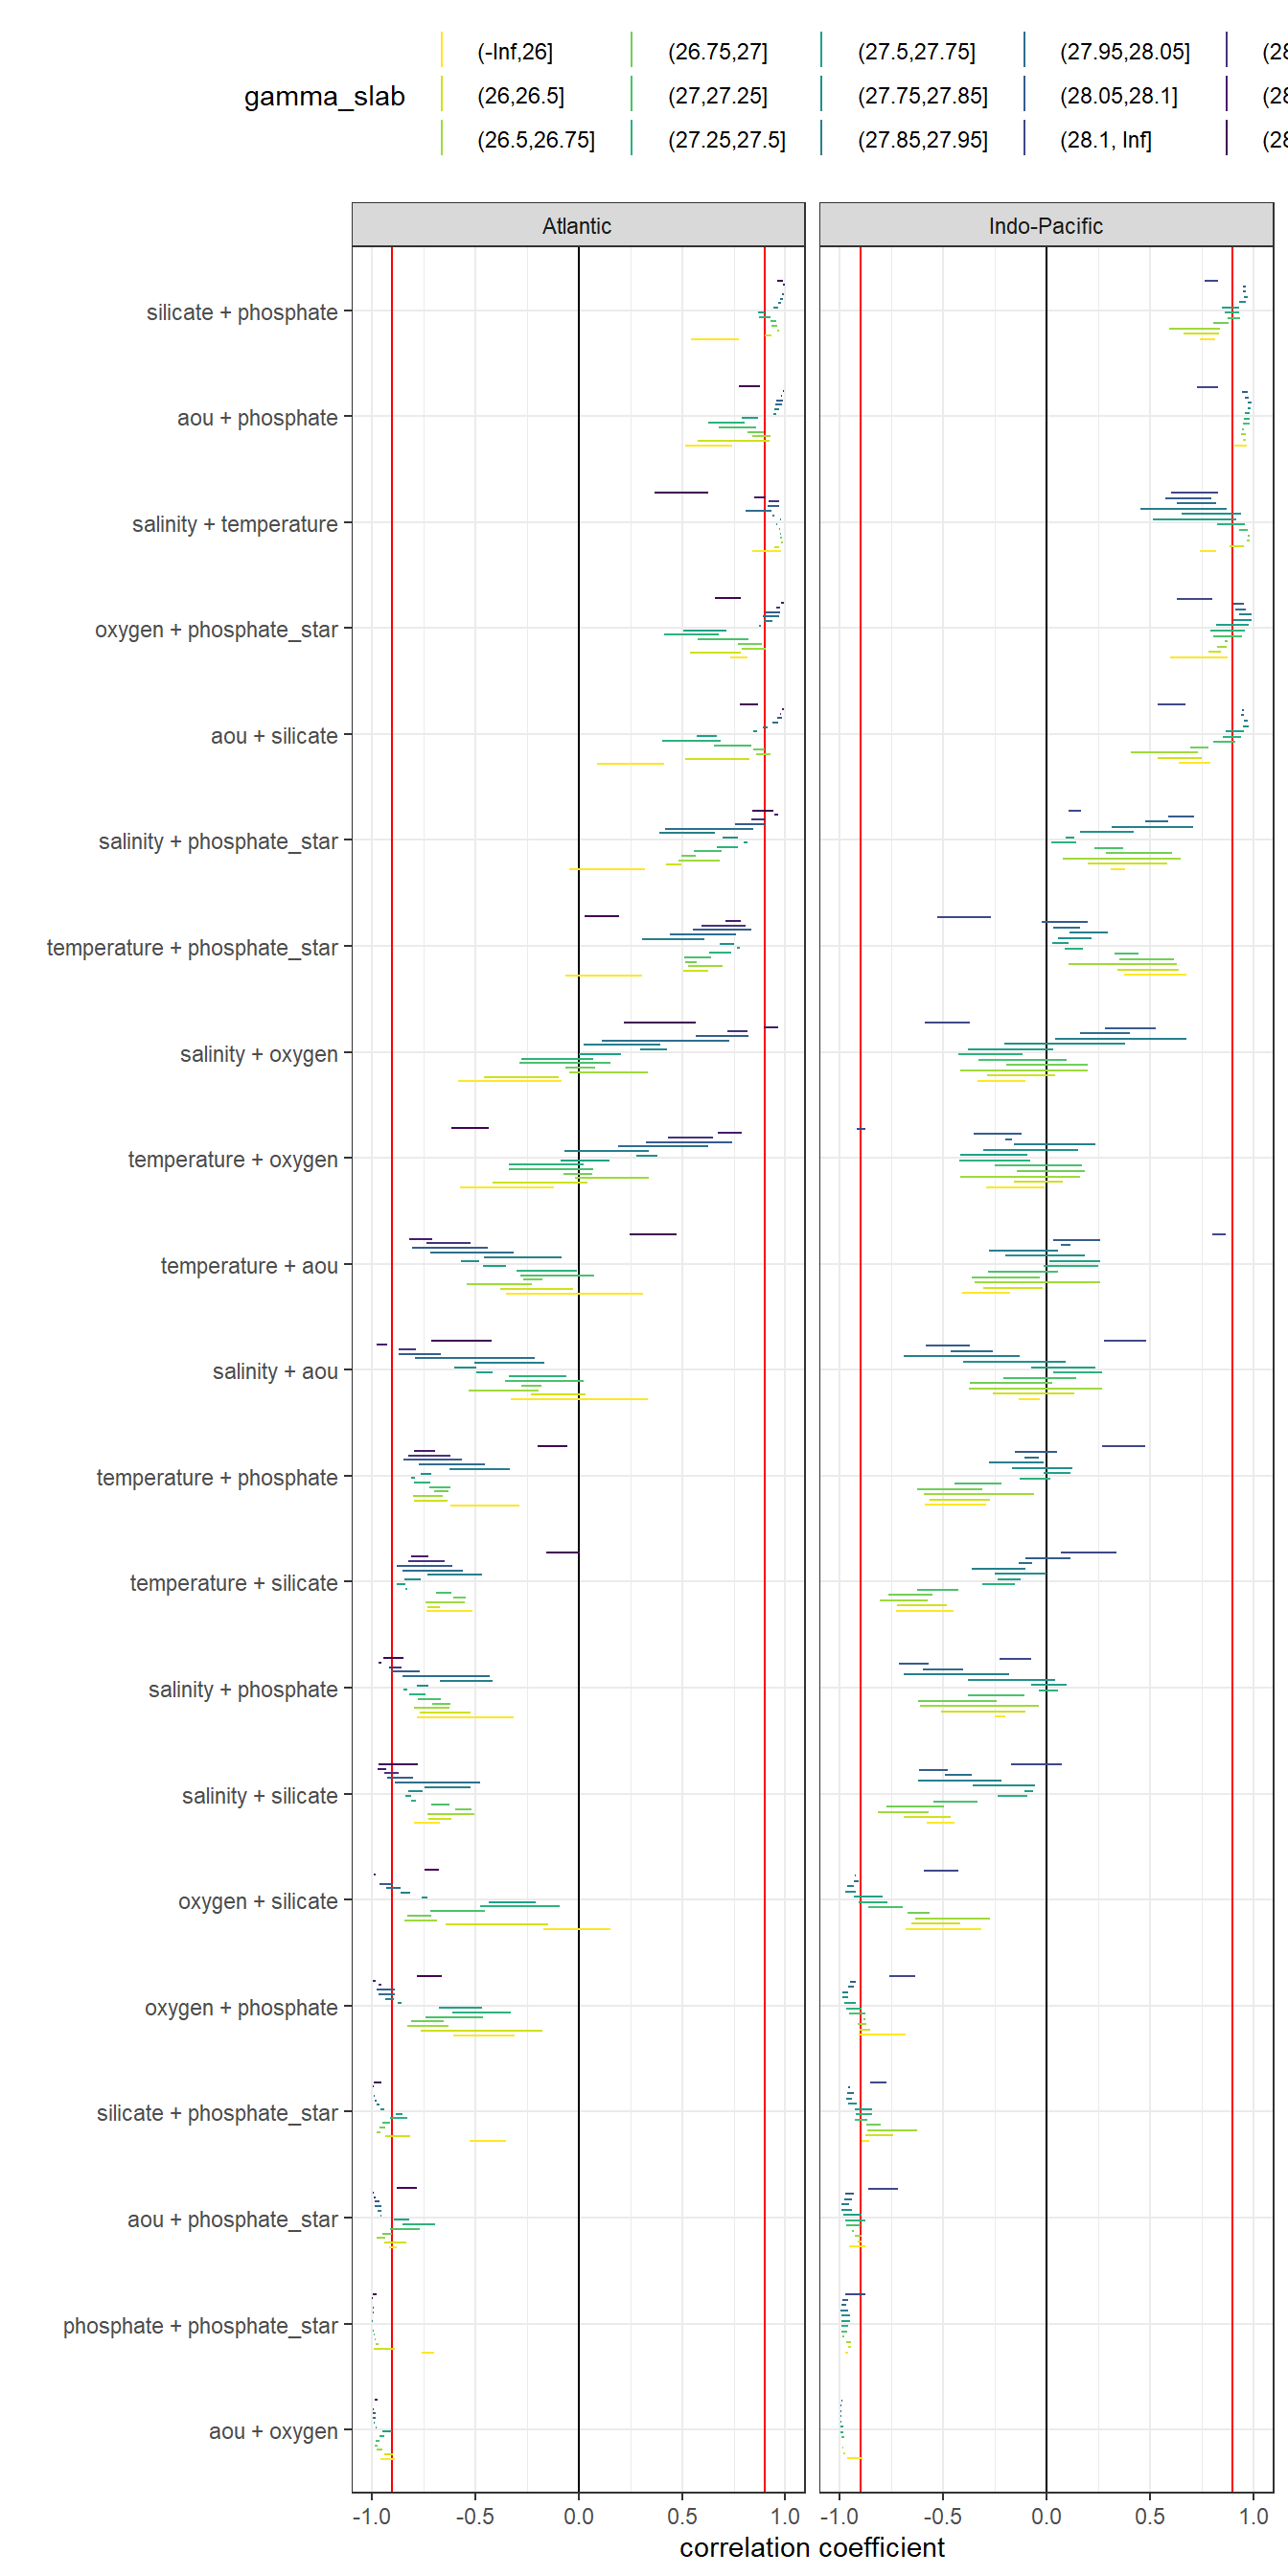 (-Inf,26] (26.75,27] (27.5,27.75] (27.95,28.05] (28
gamma_slab (26,26.5] (27,27.25] (27.75,27.85] (28.05,28.1] (28
(26.5,26.75] (27.25,27.5] (27.85,27.95] (28.1, Inf] (28
Atlantic Indo-Pacific
silicate + phosphate
aou + phosphate
salinity + temperature
oxygen + phosphate_star
aou + silicate
salinity + phosphate_star
temperature + phosphate_star
salinity + oxygen
temperature + oxygen
temperature + aou
salinity + aou
temperature + phosphate
temperature + silicate
salinity + phosphate
salinity + silicate
oxygen + silicate
oxygen + phosphate
silicate + phosphate_star
aou + phosphate_star
phosphate + phosphate_star
aou + oxygen
-1.0 -0.5 0.0 0.5 1.0 -1.0 -0.5 0.0 0.5 1.0
correlation coefficient